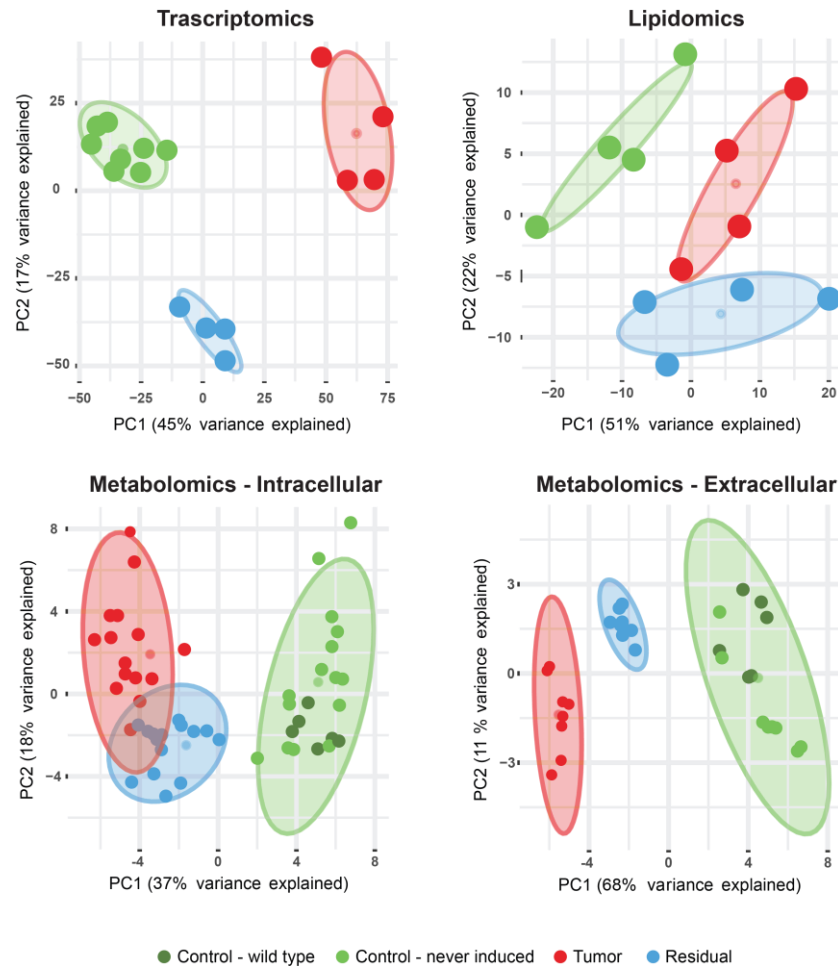 Trascriptomics
25
0
−25
−50
PC2 (17% variance explained)
−50 −25 0 25 50 75
PC1 (45% variance explained)
Lipidomics
10
5
0
−5
−10
PC2 (22% variance explained)
−20 −10 0 10 20
PC1 (51% variance explained)
Metabolomics - Intracellular
8
4
0
−4
PC2 (18% variance explained)
-4 0 4 8
PC1 (37% variance explained)
Metabolomics - Extracellular
3
0
−3
PC2 (11 % variance explained)
−4 0 4 8
PC1 (68% variance explained)
Control - wild type Control - never induced Tumor Residual